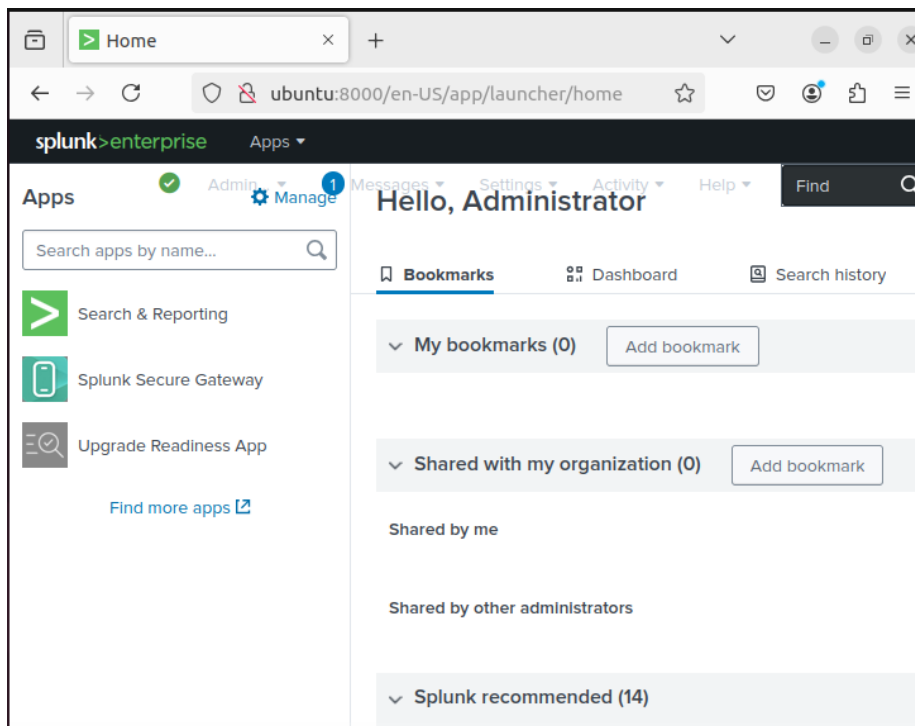 Home
ubuntu:8000/en-US/app/launcher/home
splunk>enterprise Apps
Admin... 1 Messages Settings Activity Help Find
Apps Manage
Hello, Administrator
Search apps by name...
Bookmarks Dashboard Search history
Search & Reporting
My bookmarks (0) Add bookmark
Splunk Secure Gateway
Upgrade Readiness App
Shared with my organization (0) Add bookmark
Find more apps
Shared by me
Shared by other administrators
Splunk recommended (14)